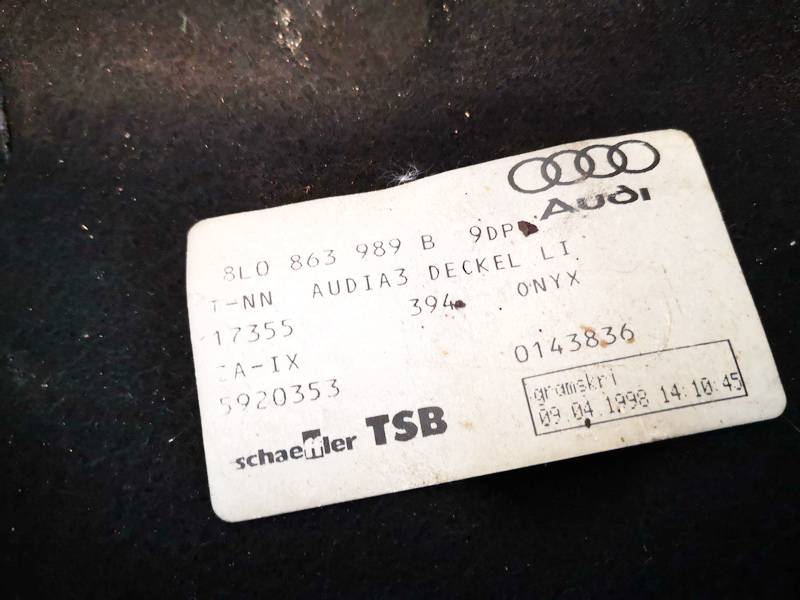 Audi
8L0 863 989 B 9DP
T-NN AUDIA3 DECKEL LI.
17355 394 ONYX
CA-IX 0143836
5920353
gramskri
09.04.1998 14:10:45
schaeffler TSB